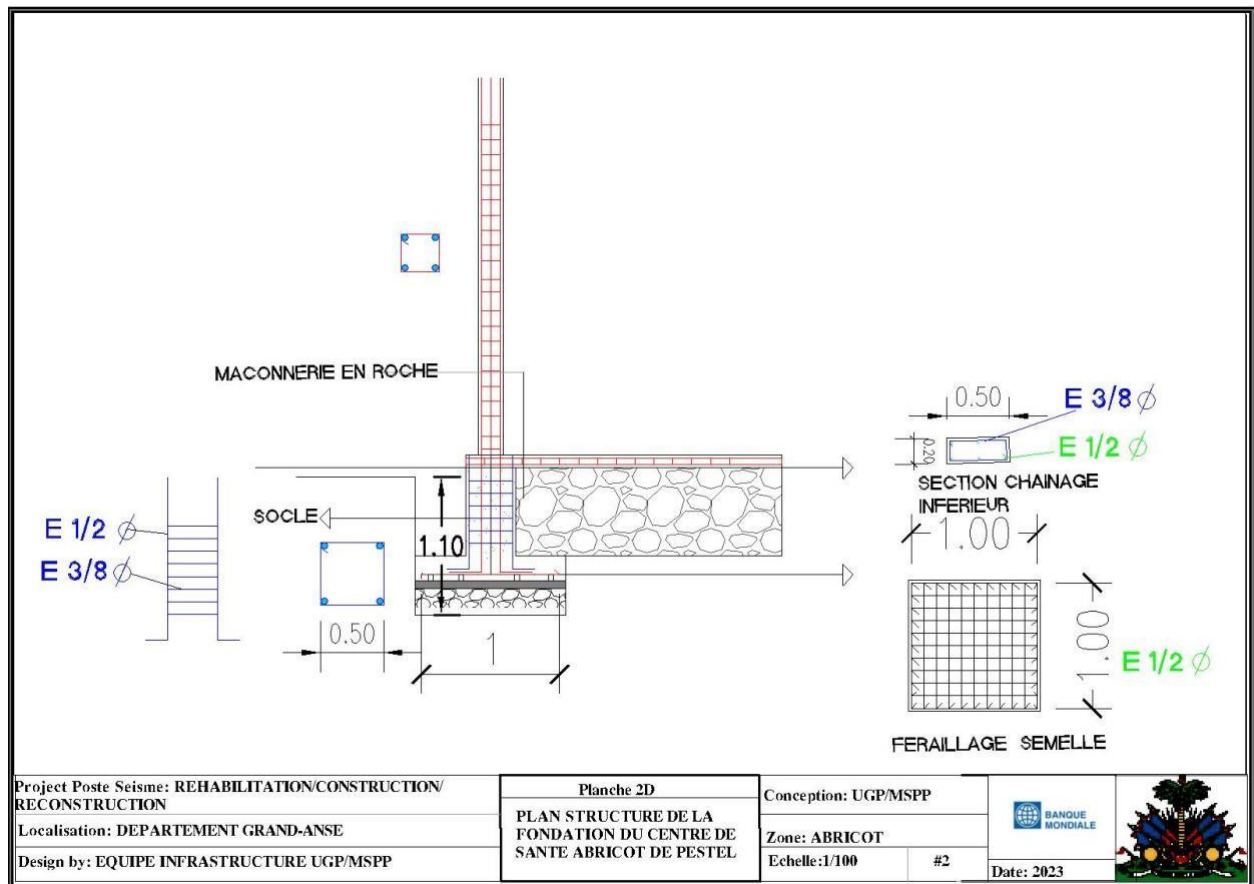 MACONNERIE EN ROCHE
0.50
E 3/8 Ø
0.20
E 1/2 Ø
SECTION CHAINAGE
INFERIEUR
SOCLE
1.10
E 1/2 Ø
E 3/8 Ø
0.50
1
1.00
1.00
E 1/2 Ø
FERAILLAGE SEMELLE
Project Poste Seisme: REHABILITATION/CONSTRUCTION/
RECONSTRUCTION
Localisation: DEPARTEMENT GRAND-ANSE
Design by: EQUIPE INFRASTRUCTURE UGP/MSPP
Planche 2D
PLAN STRUCTURE DE LA
FONDATION DU CENTRE DE
SANTE ABRICOT DE PESTEL
Conception: UGP/MSPP
Zone: ABRICOT
Echelle:1/100
#2
BANQUE
MONDIALE
Date: 2023